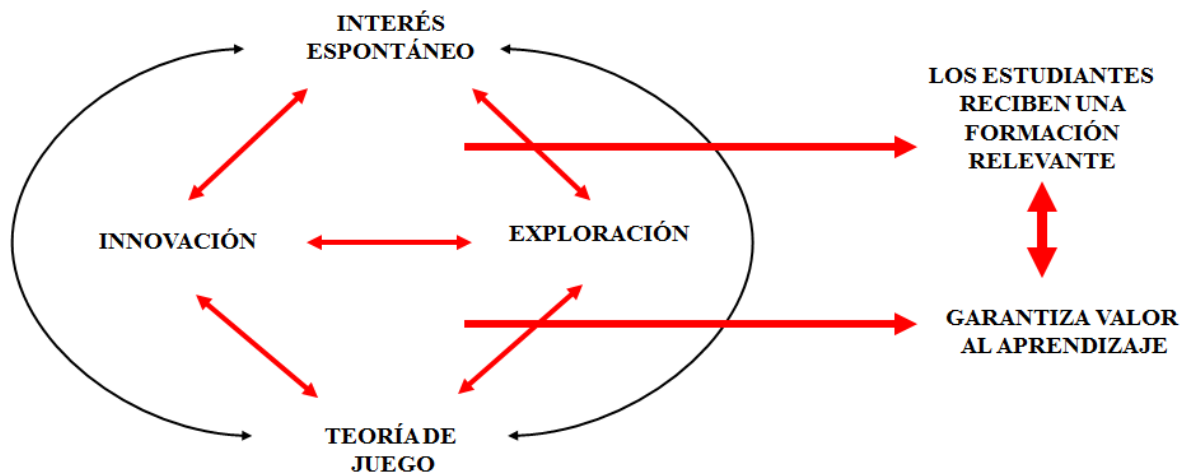 INTERÉS
ESPONTÁNEO
LOS ESTUDIANTES
RECIBEN UNA
FORMACIÓN
RELEVANTE
INNOVACIÓN
EXPLORACIÓN
GARANTIZA VALOR
AL APRENDIZAJE
TEORÍA DE
JUEGO